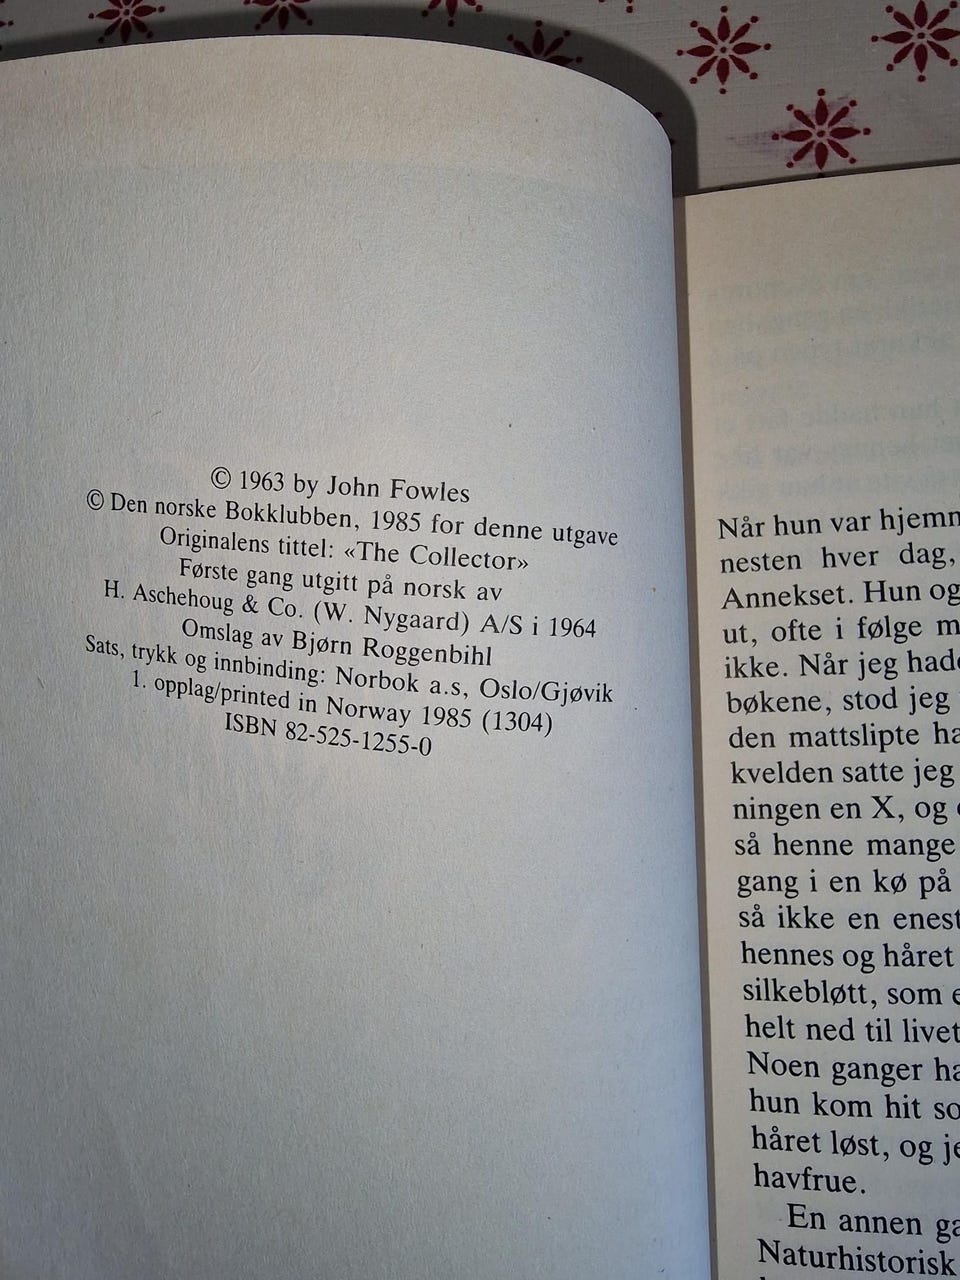 © 1963 by John Fowles
© Den norske Bokklubben, 1985 for denne utgave
Originalens tittel: «The Collector»
Første gang utgitt på norsk av
H. Aschehoug & Co. (W. Nygaard) A/S i 1964
Omslag av Bjørn Roggenbihl
Sats, trykk og innbinding: Norbok a.s, Oslo/Gjøvik
1. opplag/printed in Norway 1985 (1304)
ISBN 82-525-1255-0
Når hun var hjemm
nesten hver dag,
Annekset. Hun og
ut, ofte i følge m
ikke. Når jeg hadd
bøkene, stod jeg
den mattslipte ha
kvelden satte jeg
ningen en X, og
så henne mange
gang i en kø på
så ikke en enest
hennes og håret
silkebløtt, som e
helt ned til livet
Noen ganger ha
hun kom hit so
håret løst, og je
havfrue.
En annen ga
Naturhistorisk